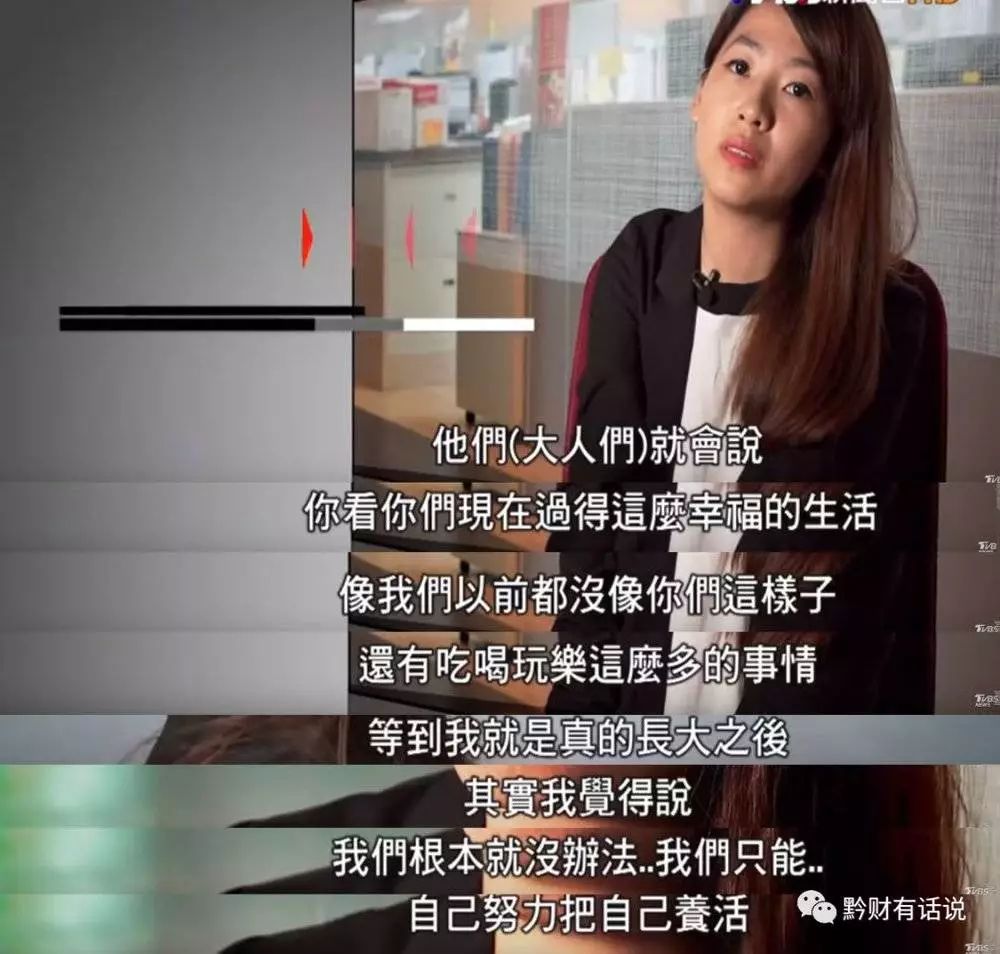 他們(大人們)就會說
你看你們現在過得這麼幸福的生活
像我們以前都沒像你們這樣子
還有吃喝玩樂這麼多的事情
等到我就是真的長大之後
其實我覺得說
我們根本就沒辦法..我們只能..
自己努力把自己養活
黔财有话说
TVBS
NEWS